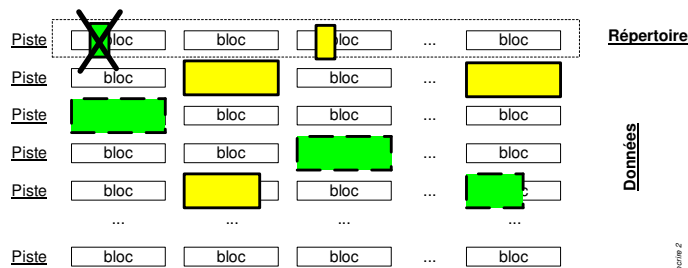 Piste bloc bloc bloc ... bloc Répertoire
Piste bloc ...
Piste bloc bloc ... bloc
Piste bloc bloc ...
Piste bloc bloc ...
... ... ... ...
Piste bloc bloc bloc ... bloc
Données